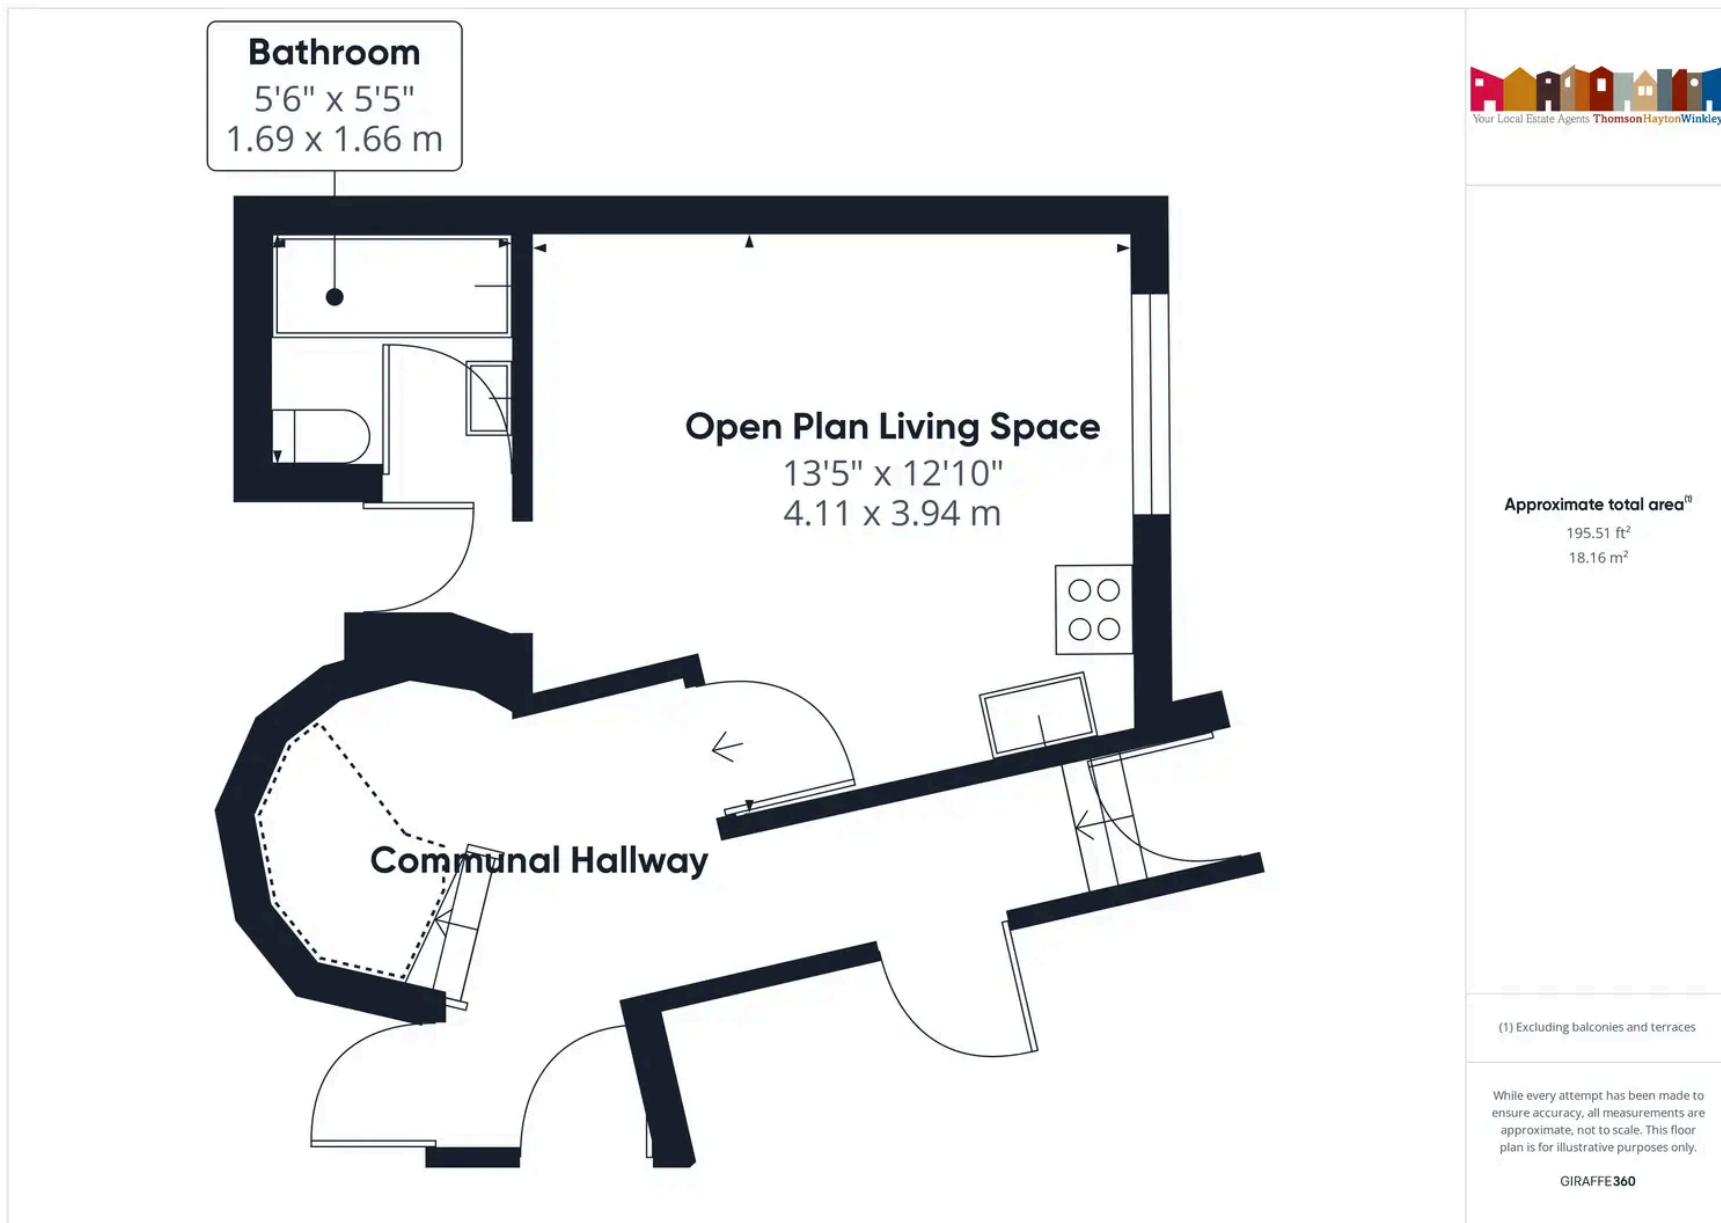 Bathroom
5'6" x 5'5"
1.69 x 1.66 m
Open Plan Living Space
13'5" x 12'10"
4.11 x 3.94 m
Communal Hallway
Your Local Estate Agents ThomsonHaytonWinkley
Approximate total area(1)
195.51 ft²
18.16 m²
(1) Excluding balconies and terraces
While every attempt has been made to
ensure accuracy, all measurements are
approximate, not to scale. This floor
plan is for illustrative purposes only.
GIRAFFE360